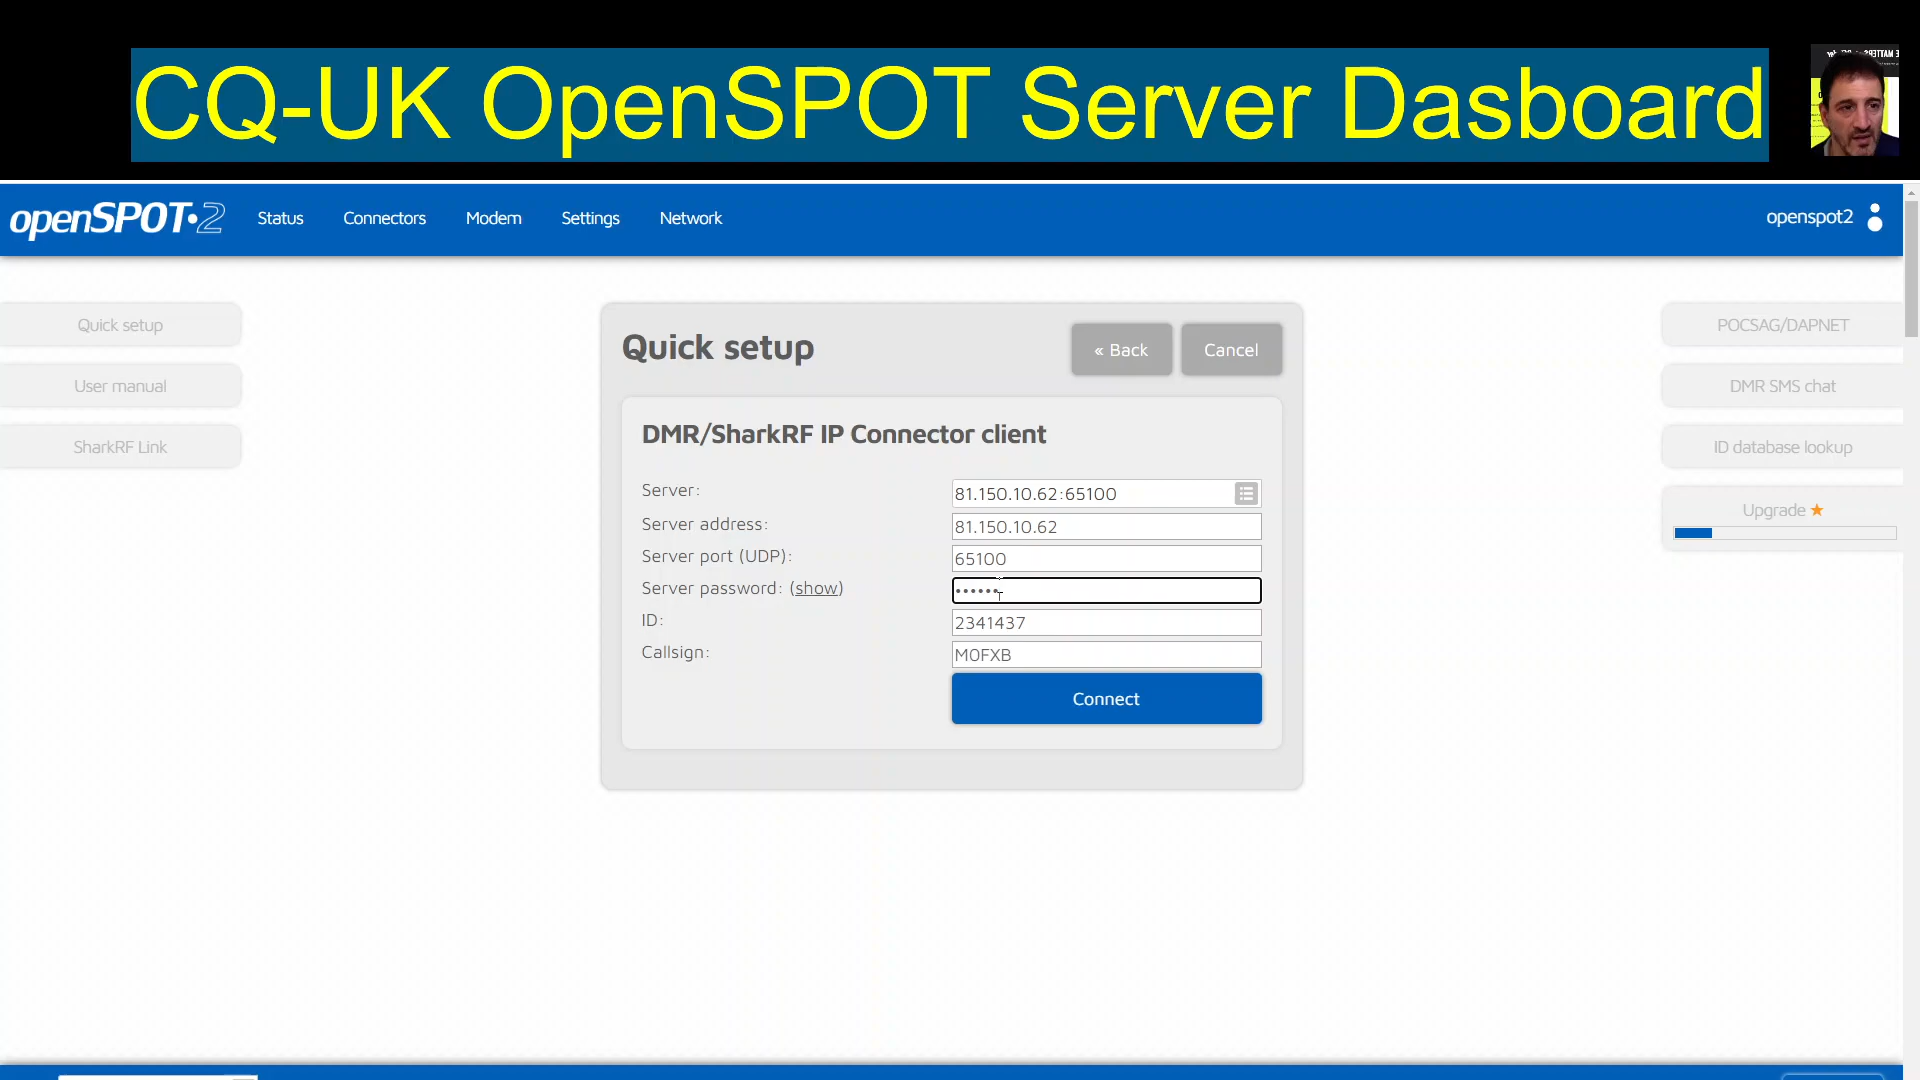 CQ-UK OpenSPOT Server Dasboard
openSPOT•2
Status
Connectors
Modem
Settings
Network
openspot2
Quick setup
User manual
SharkRF Link
Quick setup
« Back
Cancel
DMR/SharkRF IP Connector client
Server:
81.150.10.62:65100
Server address:
81.150.10.62
Server port (UDP):
65100
Server password: (show)
••••••
ID:
2341437
Callsign:
M0FXB
Connect
POCSAG/DAPNET
DMR SMS chat
ID database lookup
Upgrade ★